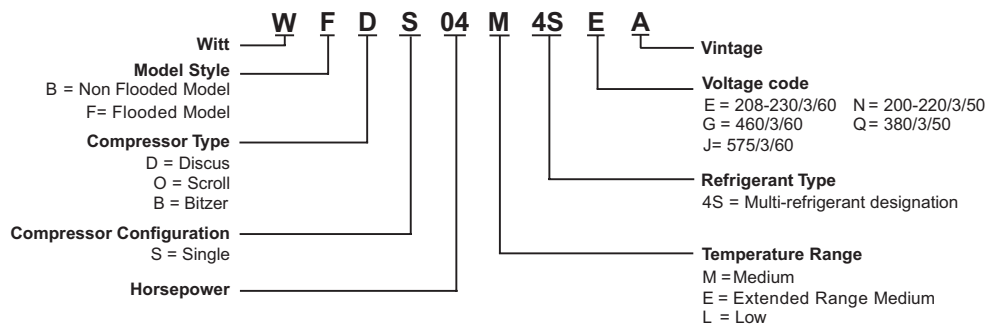 W F D S 04 M 4S E A
Witt
Model Style
B = Non Flooded Model
F= Flooded Model
Compressor Type
D = Discus
O = Scroll
B = Bitzer
Compressor Configuration
S = Single
Horsepower
Vintage
Voltage code
E = 208-230/3/60 N = 200-220/3/50
G = 460/3/60 Q = 380/3/50
J= 575/3/60
Refrigerant Type
4S = Multi-refrigerant designation
Temperature Range
M = Medium
E = Extended Range Medium
L = Low